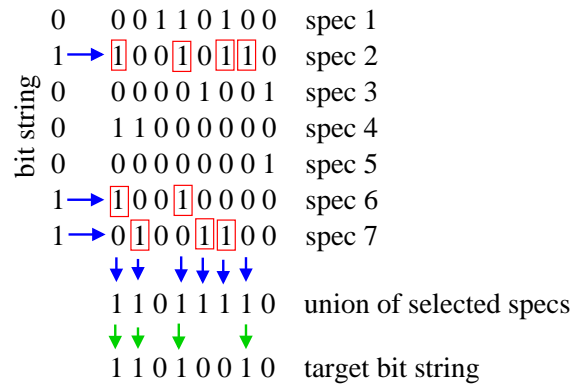 bit string
0 0 0 1 1 0 1 0 0 spec 1
1 1 0 0 1 0 1 1 0 spec 2
0 0 0 0 0 1 0 0 1 spec 3
0 1 1 0 0 0 0 0 0 spec 4
0 0 0 0 0 0 0 0 1 spec 5
1 1 0 0 1 0 0 0 0 spec 6
1 0 1 0 0 1 1 0 0 spec 7
1 1 0 1 1 1 1 0 union of selected specs
1 1 0 1 0 0 1 0 target bit string